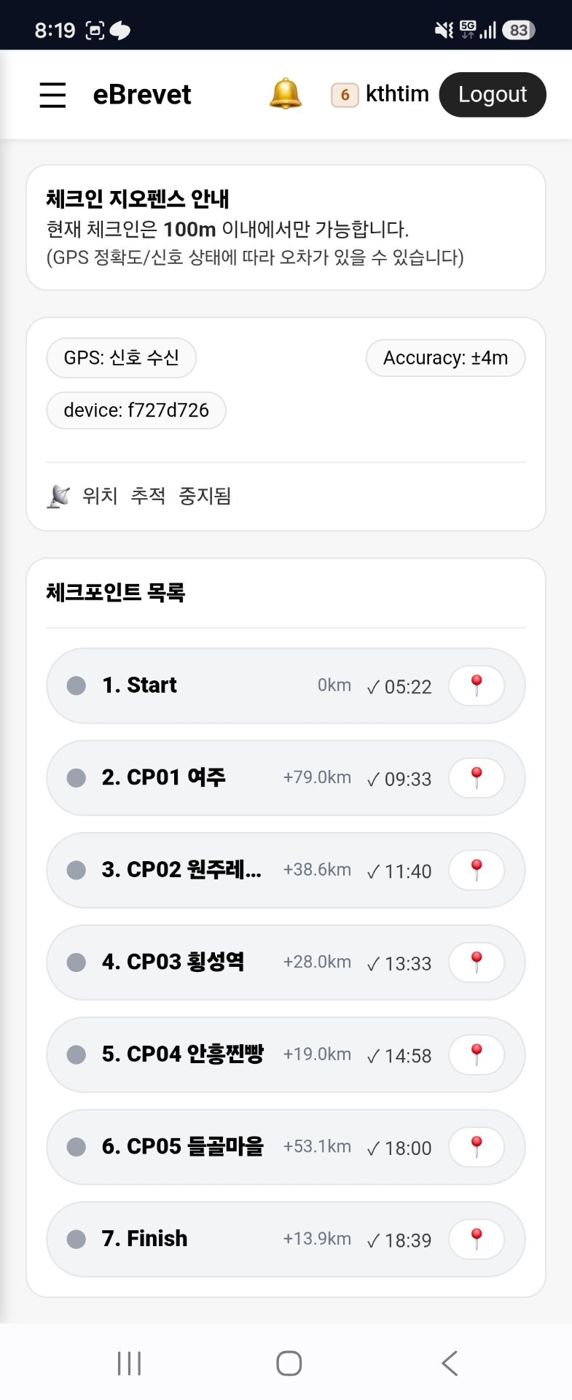 8:19 5G 83
eBrevet 6 kthtim Logout
체크인 지오펜스 안내
현재 체크인은 100m 이내에서만 가능합니다.
(GPS 정확도/신호 상태에 따라 오차가 있을 수 있습니다)
GPS: 신호 수신 Accuracy: ±4m
device: f727d726
위치 추적 중지됨
체크포인트 목록
1. Start 0km ✓ 05:22
2. CP01 여주 +79.0km ✓ 09:33
3. CP02 원주레... +38.6km ✓ 11:40
4. CP03 횡성역 +28.0km ✓ 13:33
5. CP04 안흥찐빵 +19.0km ✓ 14:58
6. CP05 들골마을 +53.1km ✓ 18:00
7. Finish +13.9km ✓ 18:39